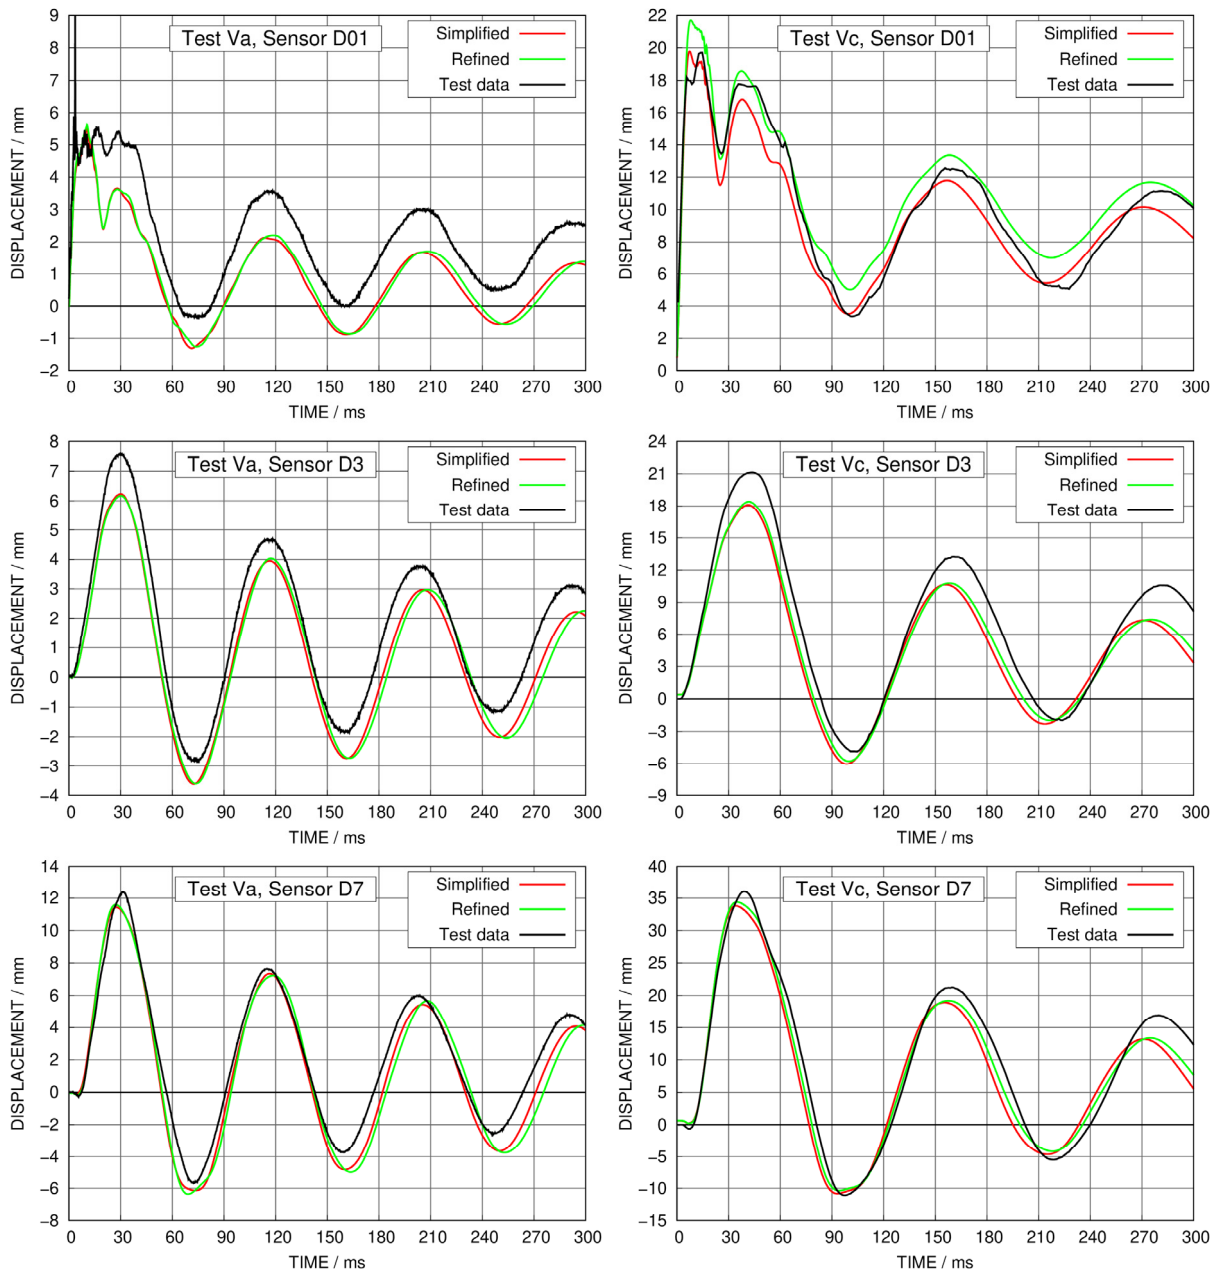 Test Va, Sensor D01
Simplified
Refined
Test data
DISPLACEMENT / mm
9
8
7
6
5
4
3
2
1
0
−1
−2
0 30 60 90 120 150 180 210 240 270 300
TIME / ms
Test Vc, Sensor D01
Simplified
Refined
Test data
DISPLACEMENT / mm
22
20
18
16
14
12
10
8
6
4
2
0
0 30 60 90 120 150 180 210 240 270 300
TIME / ms
Test Va, Sensor D3
Simplified
Refined
Test data
DISPLACEMENT / mm
8
7
6
5
4
3
2
1
0
−1
−2
−3
−4
0 30 60 90 120 150 180 210 240 270 300
TIME / ms
Test Vc, Sensor D3
Simplified
Refined
Test data
DISPLACEMENT / mm
24
21
18
15
12
9
6
3
0
−3
−6
−9
0 30 60 90 120 150 180 210 240 270 300
TIME / ms
Test Va, Sensor D7
Simplified
Refined
Test data
DISPLACEMENT / mm
14
12
10
8
6
4
2
0
−2
−4
−6
−8
0 30 60 90 120 150 180 210 240 270 300
TIME / ms
Test Vc, Sensor D7
Simplified
Refined
Test data
DISPLACEMENT / mm
40
35
30
25
20
15
10
5
0
−5
−10
−15
0 30 60 90 120 150 180 210 240 270 300
TIME / ms